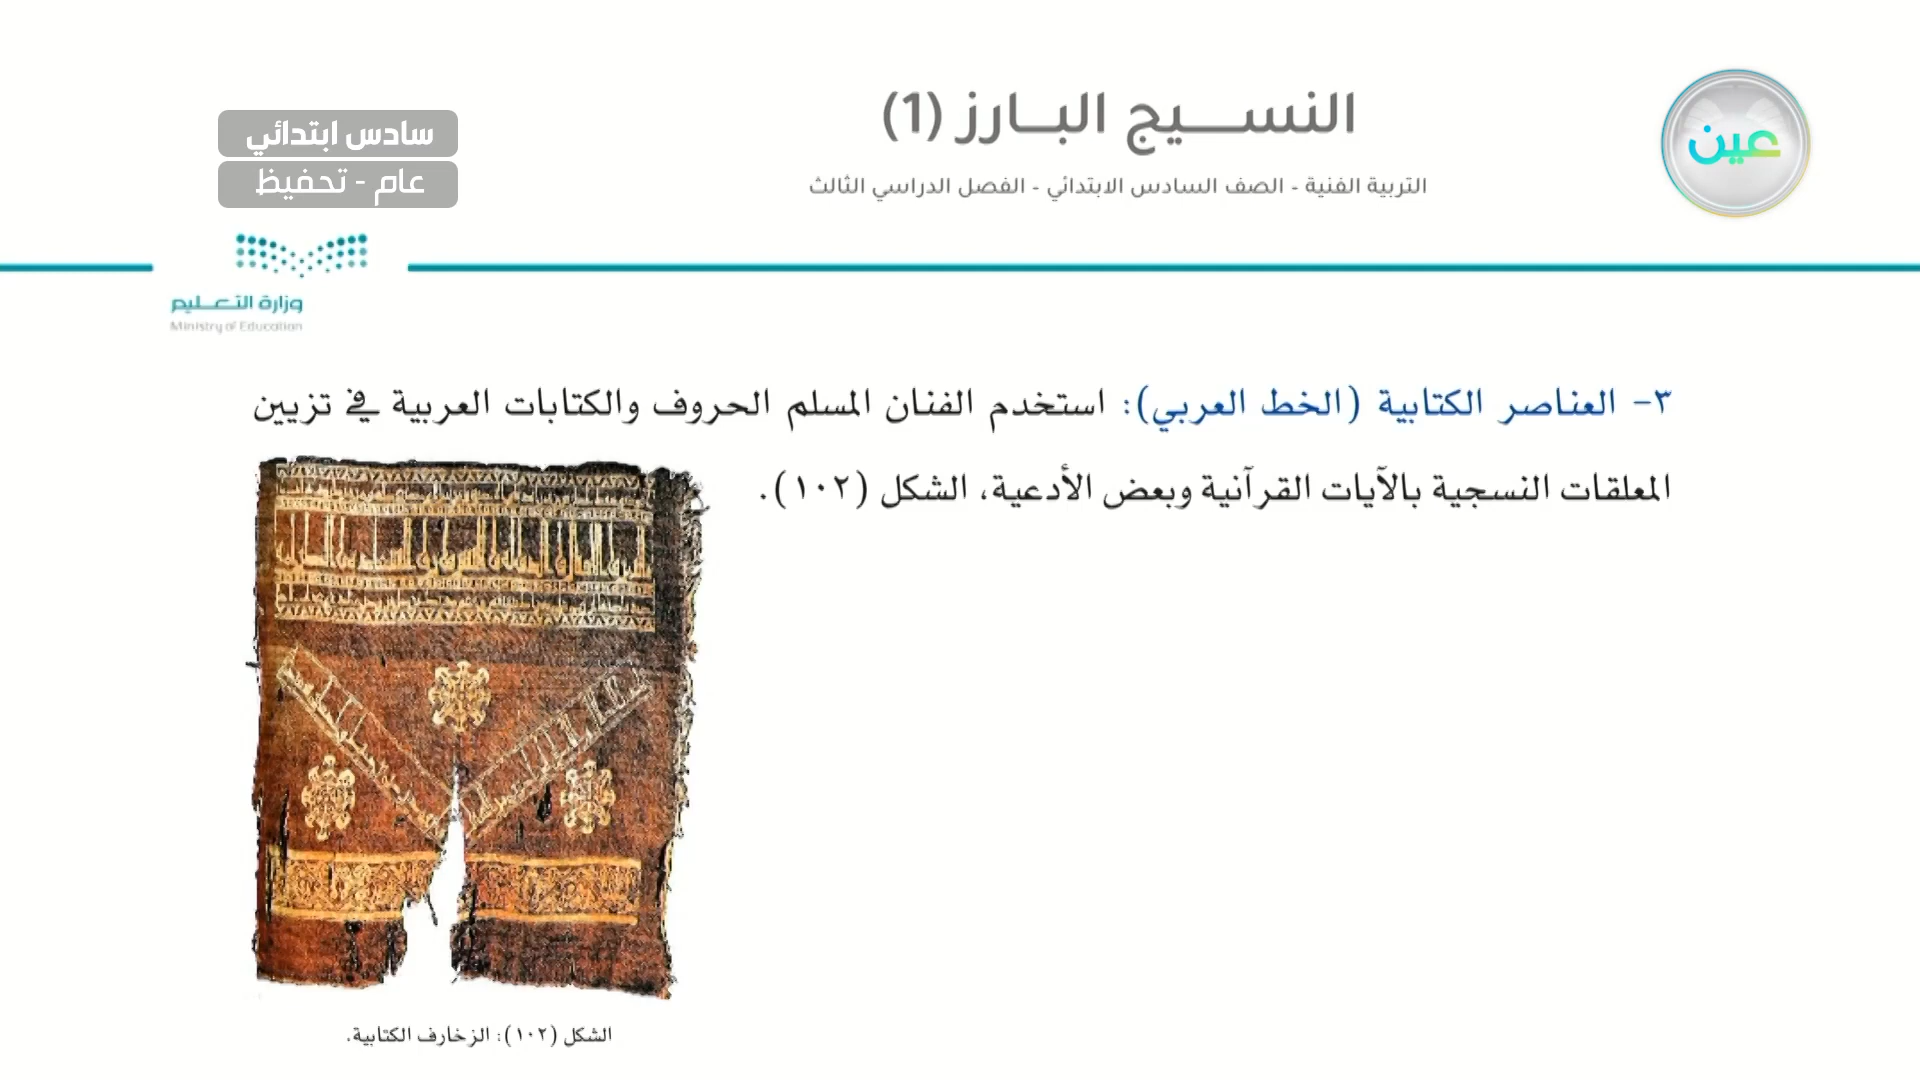 النسيج البارز (1)
التربية الفنية - الصف السادس الابتدائي - الفصل الدراسي الثالث
عين
سادس ابتدائي
عام - تحفيظ
وزارة التعليم
Ministry of Education
٣- العناصر الكتابية (الخط العربي): استخدم الفنان المسلم الحروف والكتابات العربية في تزيين
المعلقات النسجية بالآيات القرآنية وبعض الأدعية، الشكل (١٠٢).
الشكل (١٠٢): الزخارف الكتابية.